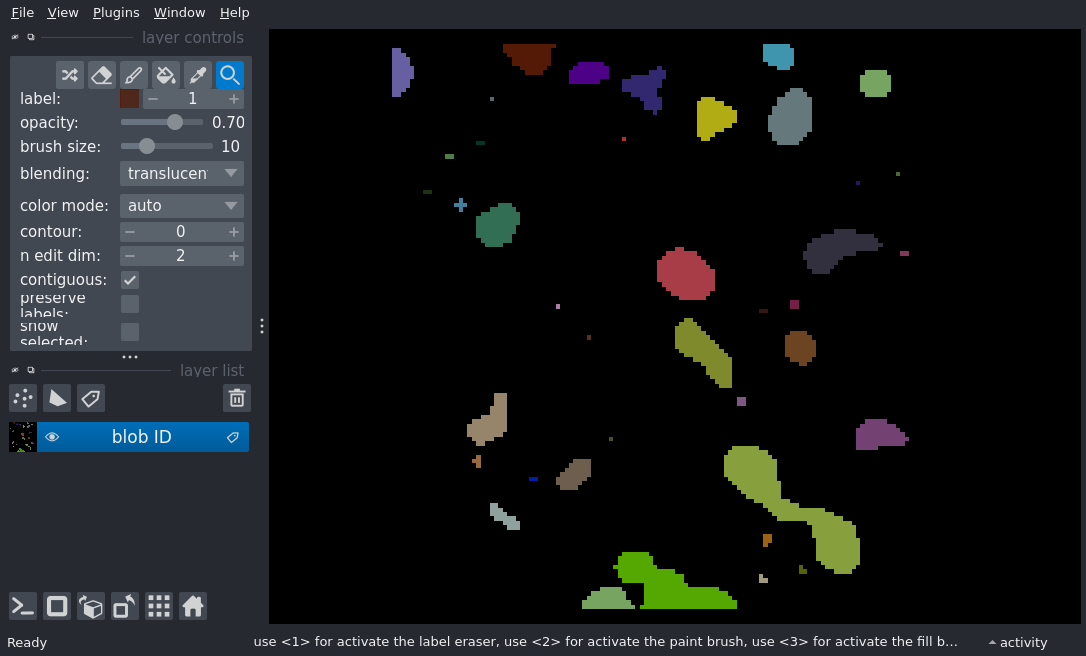 File View Plugins Window Help
layer controls
label: 1
opacity: 0.70
brush size: 10
blending: translucen
color mode: auto
contour: 0
n edit dim: 2
contiguous:
preserve
labels:
show
selected:
layer list
blob ID
Ready use <1> for activate the label eraser, use <2> for activate the paint brush, use <3> for activate the fill b... activity